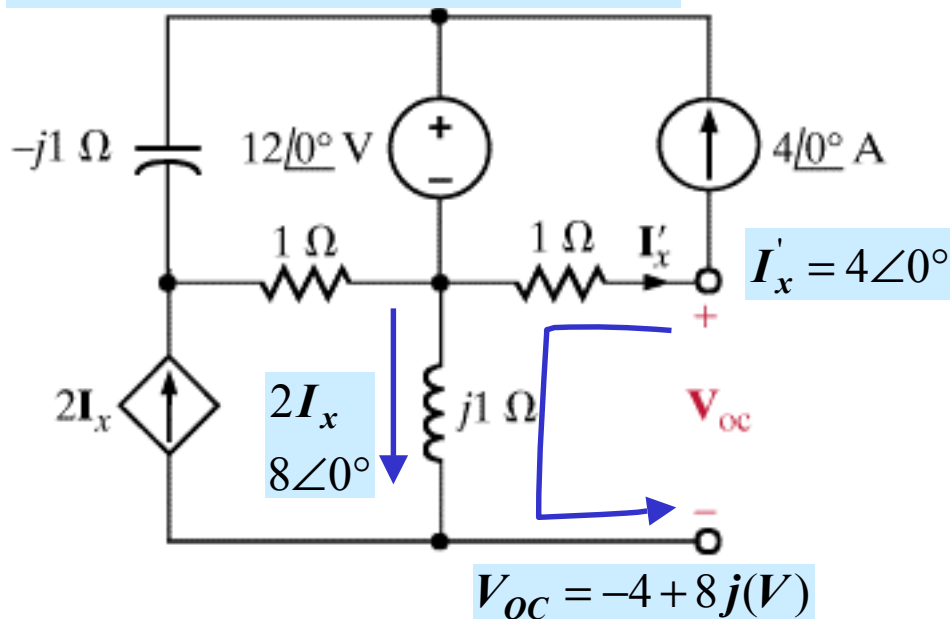 -j1 Ω
12/0° V
+
−
4/0° A
1 Ω
1 Ω
I′x
I'x = 4∠0°
+
2Ix
2Ix
8∠0°
j1 Ω
Voc
−
VOC = −4 + 8j(V)